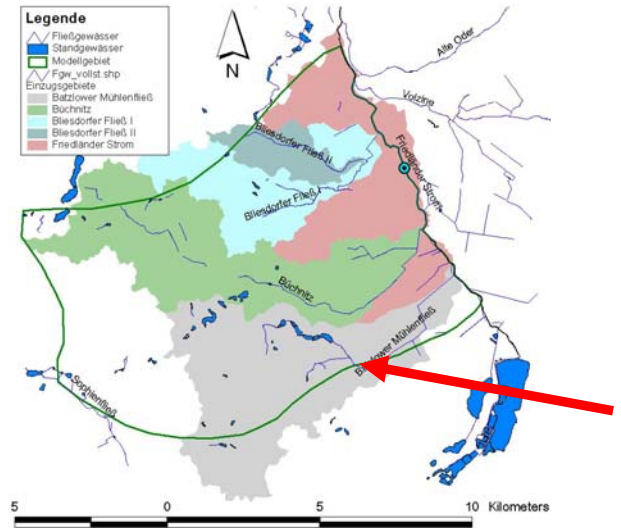 Legende
Fließgewässer
Standgewässer
Modellgebiet
Fgw_vollst.shp
Einzugsgebiete
Batzlower Mühlenfließ
Büchnitz
Bliesdorfer Fließ I
Bliesdorfer Fließ II
Friedländer Strom
N
Alte Oder
Volzine
Bliesdorfer Fließ II
Friedländer Strom
Bliesdorfer Fließ I
Büchnitz
Batzlower Mühlenfließ
Sophienfließ
5 0 5 10 Kilometers